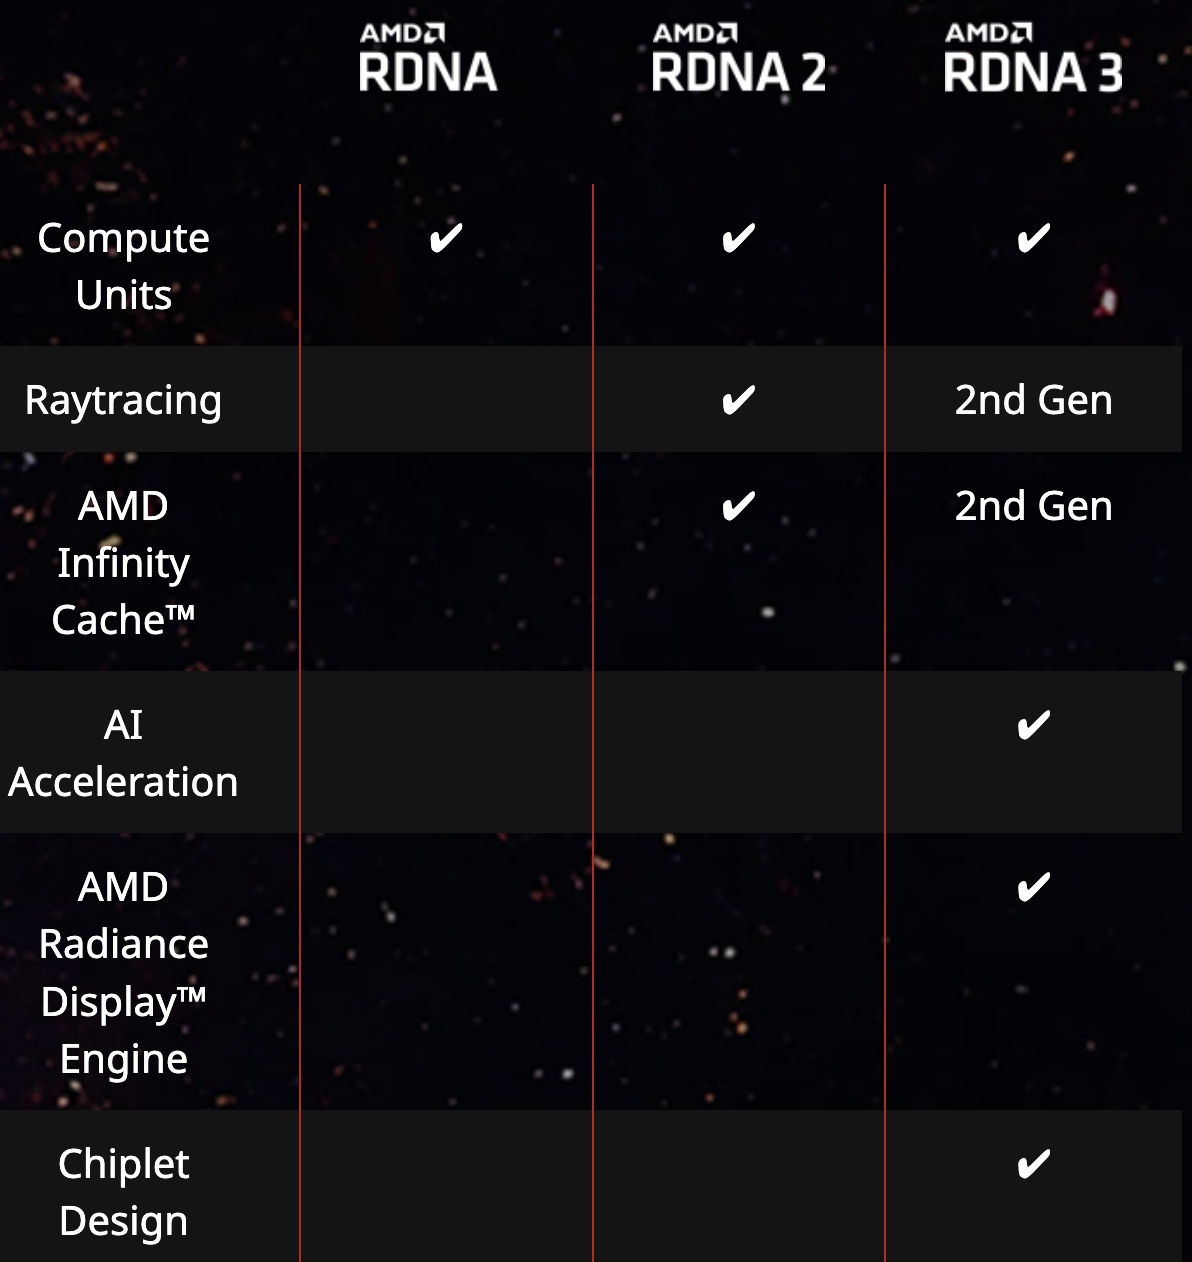 AMD
RDNA
AMD
RDNA 2
AMD
RDNA 3
Compute
Units
✔ ✔ ✔
Raytracing
✔ 2nd Gen
AMD
Infinity
Cache™
✔ 2nd Gen
AI
Acceleration
✔
AMD
Radiance
Display™
Engine
✔
Chiplet
Design
✔